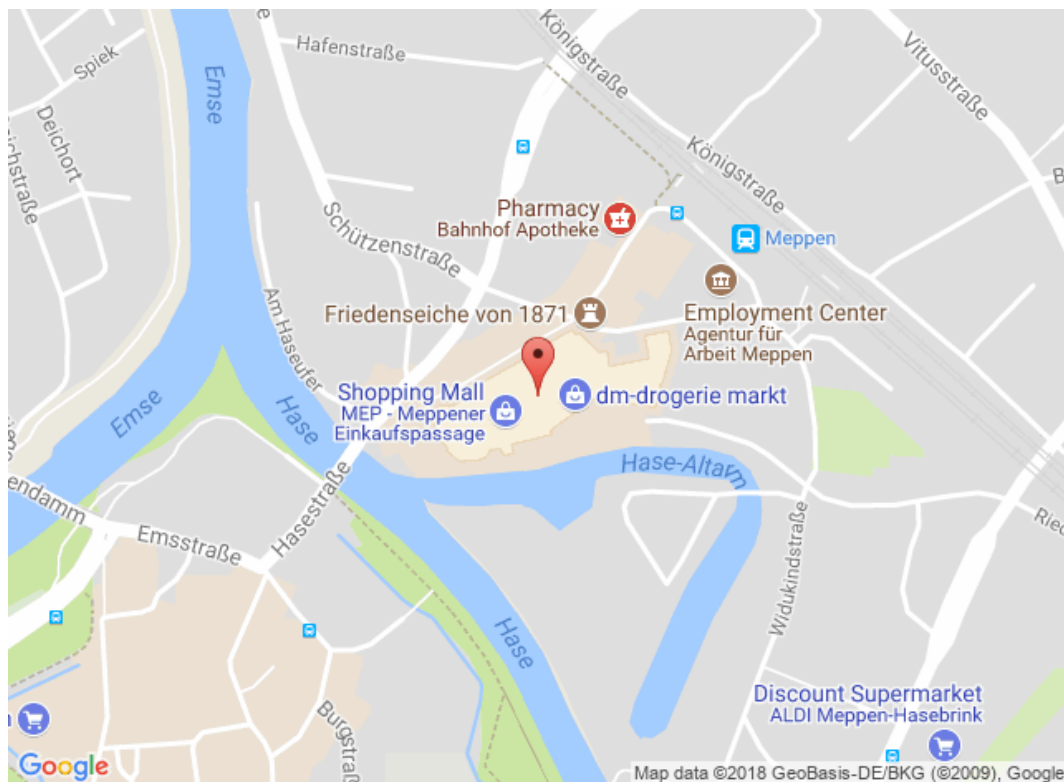 Spiek
Emse
Hafenstraße
Königstraße
Vitusstraße
Deichort
Königstraße
Pharmacy
Bahnhof Apotheke
Schützenstraße
Meppen
Am Haseufer
Friedenseiche von 1871
Employment Center
Agentur für
Arbeit Meppen
Emse
Hase
Shopping Mall
MEP - Meppener
Einkaufspassage
dm-drogerie markt
Hase-Altarm
Hasestraße
Emsstraße
Widukindstraße
Hase
Burgstraße
Discount Supermarket
ALDI Meppen-Hasebrink
Google
Map data ©2018 GeoBasis-DE/BKG (©2009), Google